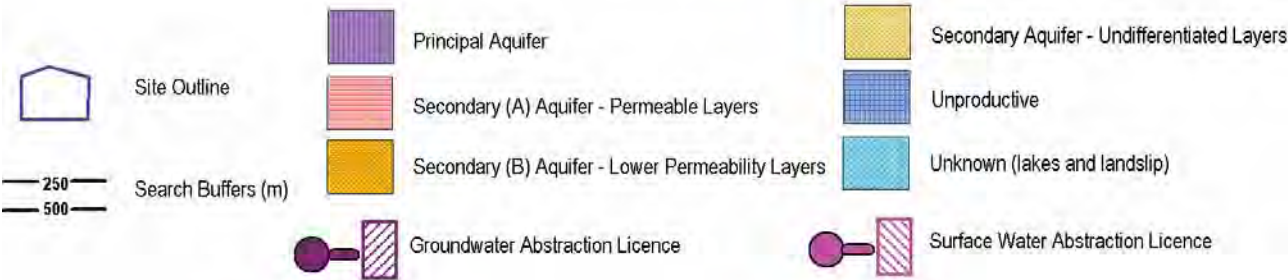 Site Outline
250
500
Search Buffers (m)
Principal Aquifer
Secondary (A) Aquifer - Permeable Layers
Secondary (B) Aquifer - Lower Permeability Layers
Groundwater Abstraction Licence
Secondary Aquifer - Undifferentiated Layers
Unproductive
Unknown (lakes and landslip)
Surface Water Abstraction Licence